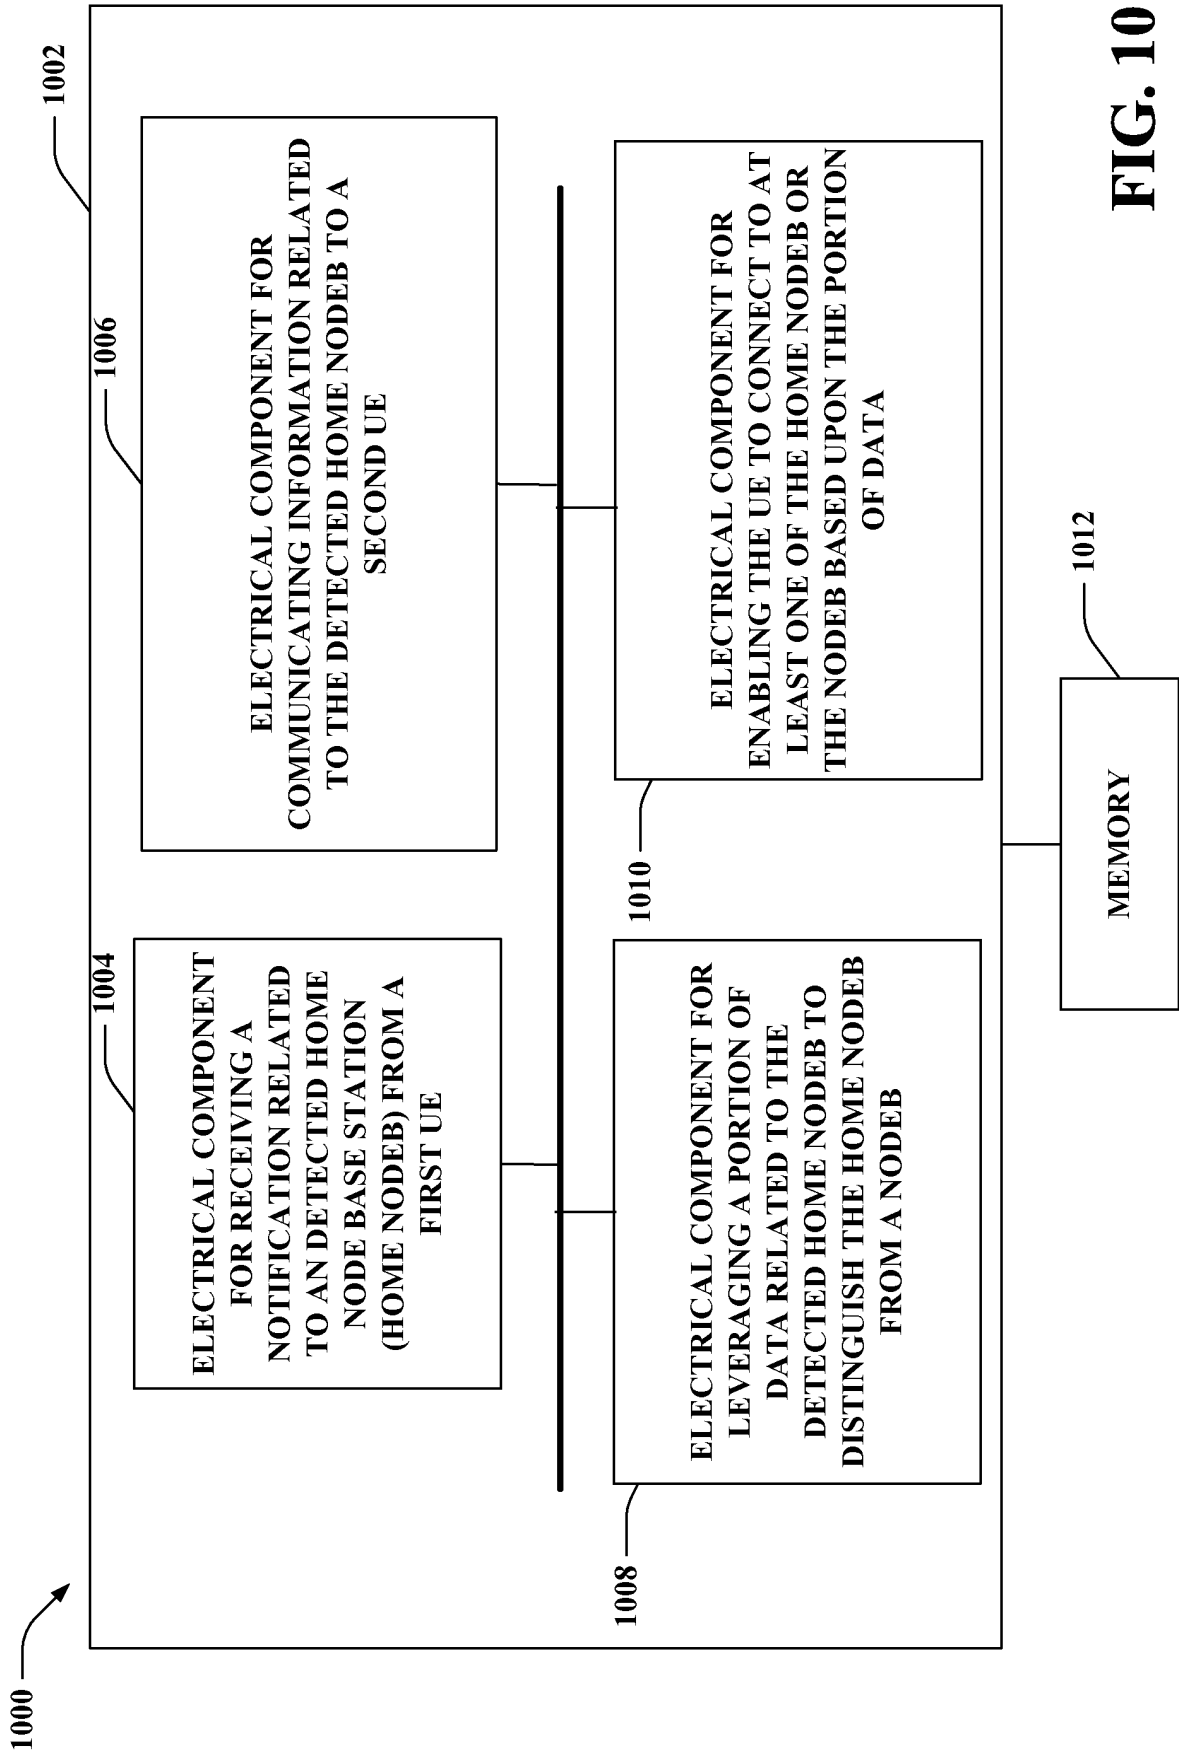 1000
1002
1004
ELECTRICAL COMPONENT
FOR RECEIVING A
NOTIFICATION RELATED
TO AN DETECTED HOME
NODE BASE STATION
(HOME NODEB) FROM A
FIRST UE
1006
ELECTRICAL COMPONENT FOR
COMMUNICATING INFORMATION RELATED
TO THE DETECTED HOME NODEB TO A
SECOND UE
1008
ELECTRICAL COMPONENT FOR
LEVERAGING A PORTION OF
DATA RELATED TO THE
DETECTED HOME NODEB TO
DISTINGUISH THE HOME NODEB
FROM A NODEB
1010
ELECTRICAL COMPONENT FOR
ENABLING THE UE TO CONNECT TO AT
LEAST ONE OF THE HOME NODEB OR
THE NODEB BASED UPON THE PORTION
OF DATA
1012
MEMORY
FIG. 10